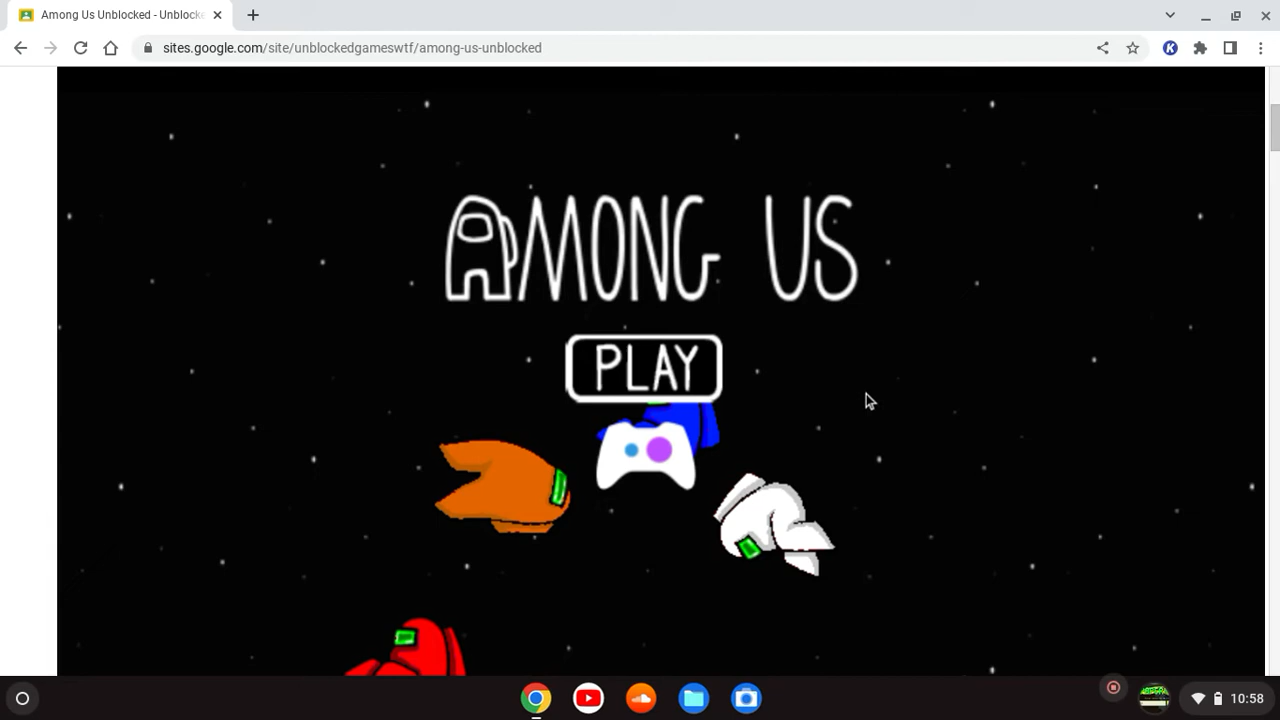 Among Us Unblocked - Unblocke
sites.google.com/site/unblockedgameswtf/among-us-unblocked
K
AMONG US
PLAY
10:58